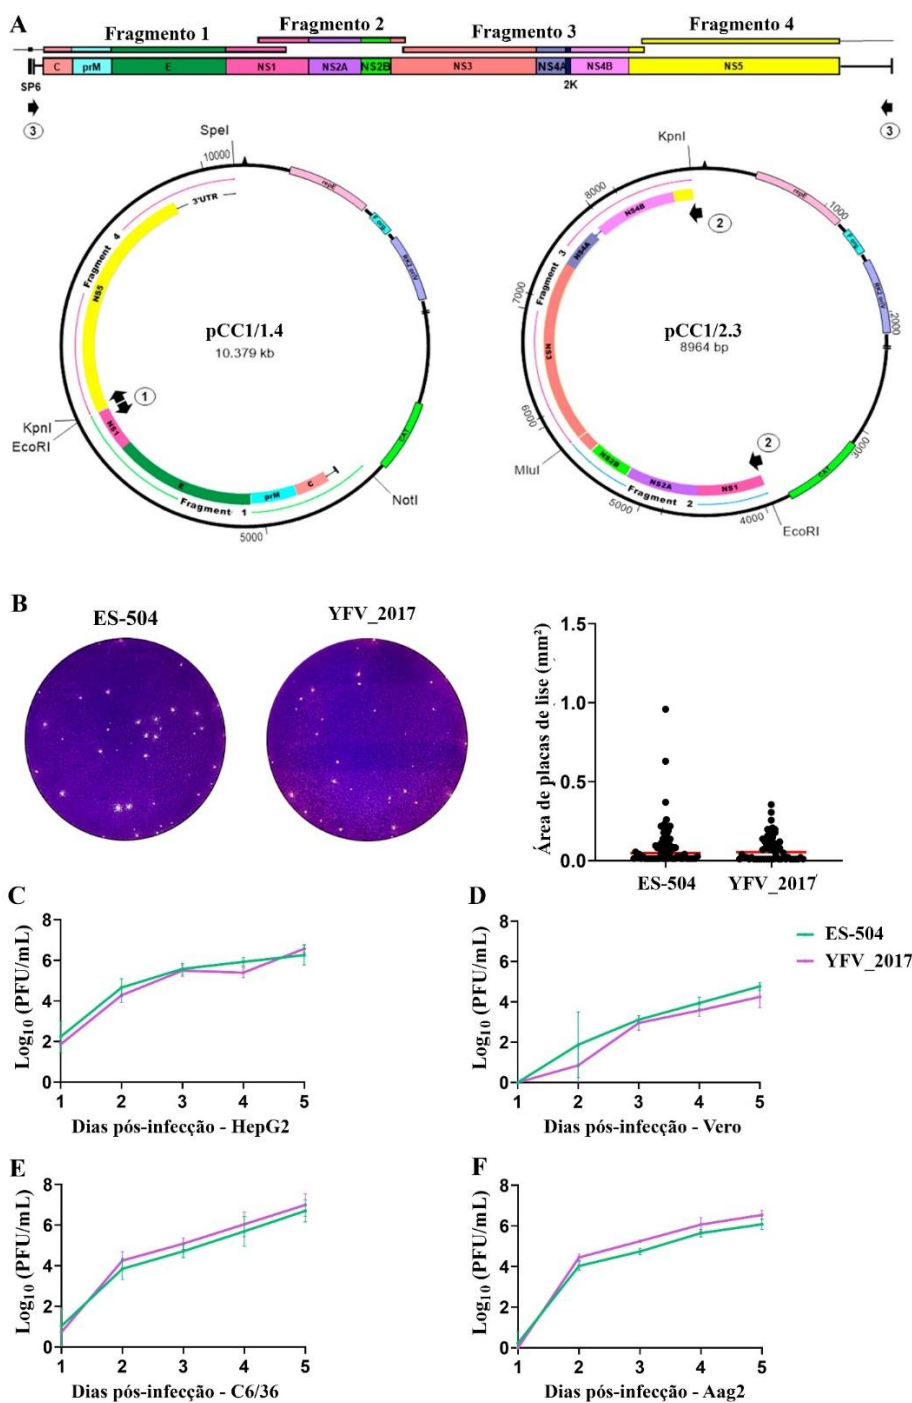 A
Fragmento 1
Fragmento 2
Fragmento 3
Fragmento 4
C prM E NS1 NS2A NS2B NS3 NS4A NS4B NS5
SP6
2K
3
3
SpeI
10000
3'UTR
Fragment 4
NS5
repE
RK2 oriV
pCC1/1.4
10.379 kb
1
KpnI
EcoRI
NS1
E
prM
C
Fragment 1
5000
CAT
NotI
KpnI
8000
NS4B
2
NS4A
Fragment 3
repE
1000
RK2 oriV
2000
7000
NS3
pCC1/2.3
8964 bp
6000
MluI
NS2B
NS2A
NS1
2
Fragment 2
5000
4000
EcoRI
CAT
3000
B
ES-504
YFV_2017
Área de placas de lise (mm²)
1.5
1.0
0.5
0.0
ES-504
YFV_2017
C
Log10 (PFU/mL)
8
6
4
2
0
1 2 3 4 5
Dias pós-infecção - HepG2
D
Log10 (PFU/mL)
8
6
4
2
0
1 2 3 4 5
Dias pós-infecção - Vero
ES-504
YFV_2017
E
Log10 (PFU/mL)
8
6
4
2
0
1 2 3 4 5
Dias pós-infecção - C6/36
F
Log10 (PFU/mL)
8
6
4
2
0
1 2 3 4 5
Dias pós-infecção - Aag2